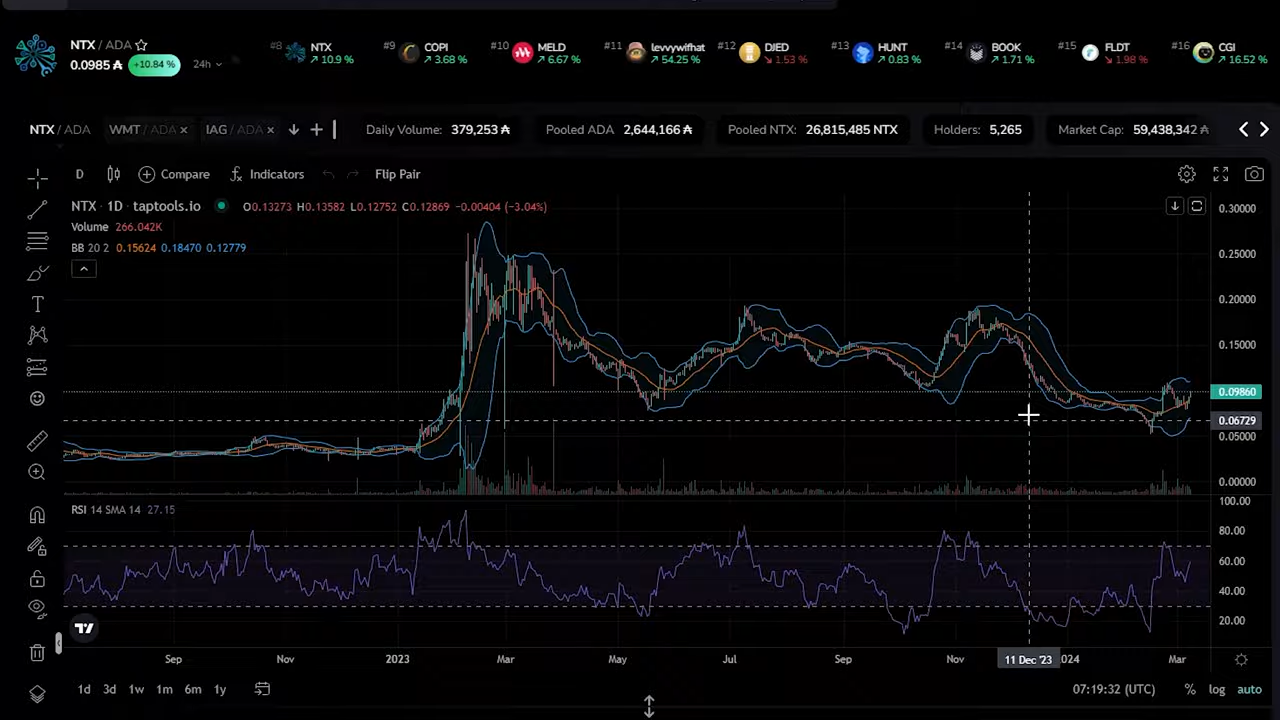 NTX / ADA
0.0985 ₳ +10.84 % 24h
#8 NTX 10.9 %
#9 COPI 3.68 %
#10 MELD 6.67 %
#11 levvywifhat 54.25 %
#12 DJED 1.53 %
#13 HUNT 0.83 %
#14 BOOK 1.71 %
#15 FLDT 1.98 %
#16 CGI 16.52 %
NTX / ADA WMT / ADA × IAG / ADA × Daily Volume: 379,253 ₳ Pooled ADA 2,644,166 ₳ Pooled NTX: 26,815,485 NTX Holders: 5,265 Market Cap: 59,438,342 ₳
D Compare Indicators Flip Pair
NTX · 1D · taptools.io O0.13273 H0.13582 L0.12752 C0.12869 -0.00404 (-3.04%)
Volume 266.042K
BB 20 2 0.15624 0.18470 0.12779
0.30000
0.25000
0.20000
0.15000
0.09860
0.06729
0.05000
0.00000
RSI 14 SMA 14 27.15
100.00
80.00
60.00
40.00
20.00
Sep Nov 2023 Mar May Jul Sep Nov 11 Dec '23 024 Mar
1d 3d 1w 1m 6m 1y 07:19:32 (UTC) % log auto